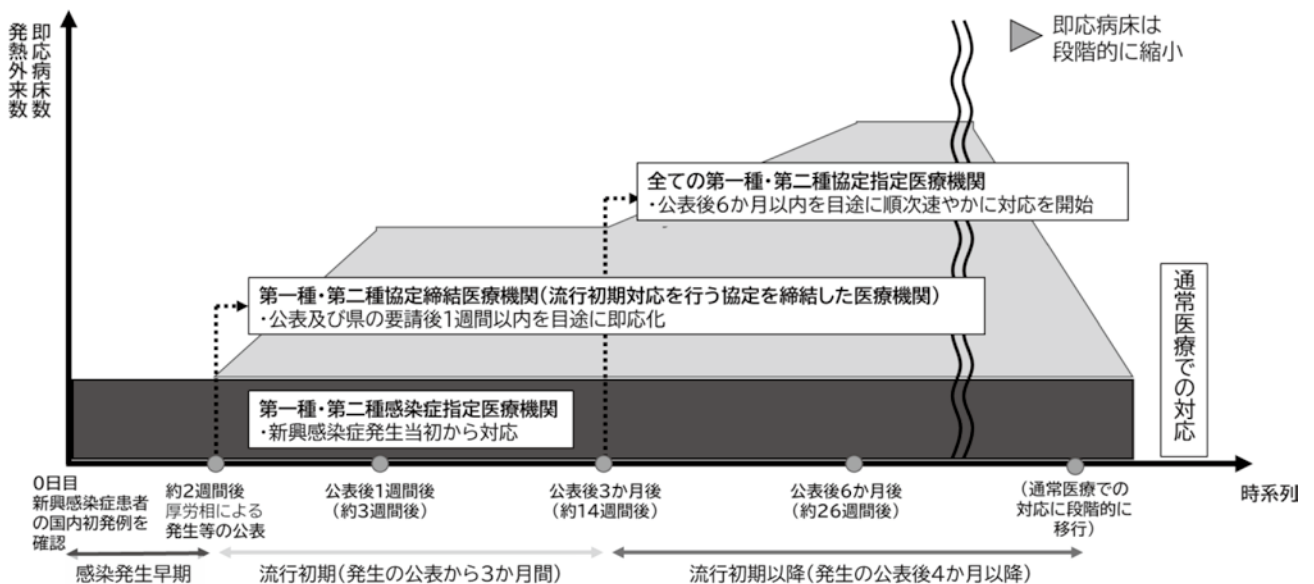 即応病床数
発熱外来数
即応病床は
段階的に縮小
全ての第一種・第二種協定指定医療機関
・公表後6か月以内を目途に順次速やかに対応を開始
第一種・第二種協定締結医療機関(流行初期対応を行う協定を締結した医療機関)
・公表及び県の要請後1週間以内を目途に即応化
第一種・第二種感染症指定医療機関
・新興感染症発生当初から対応
通常医療での対応
0日目
新興感染症患者
の国内初発例を
確認
約2週間後
厚労相による
発生等の公表
公表後1週間後
(約3週間後)
公表後3か月後
(約14週間後)
公表後6か月後
(約26週間後)
(通常医療での
対応に段階的に
移行)
時系列
感染発生早期
流行初期(発生の公表から3か月間)
流行初期以降(発生の公表後4か月以降)